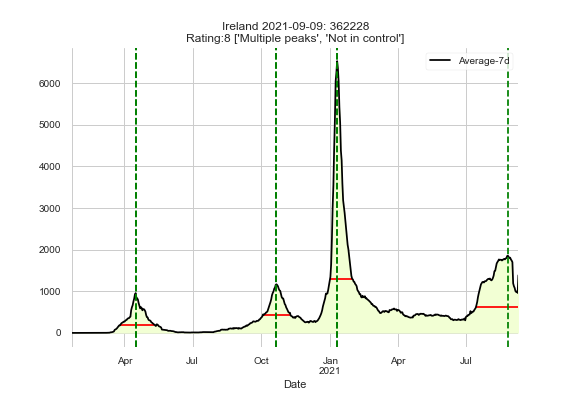 Ireland 2021-09-09: 362228
Rating:8 ['Multiple peaks', 'Not in control']
Average-7d
6000
5000
4000
3000
2000
1000
0
Apr Jul Oct Jan Apr Jul
2021
Date